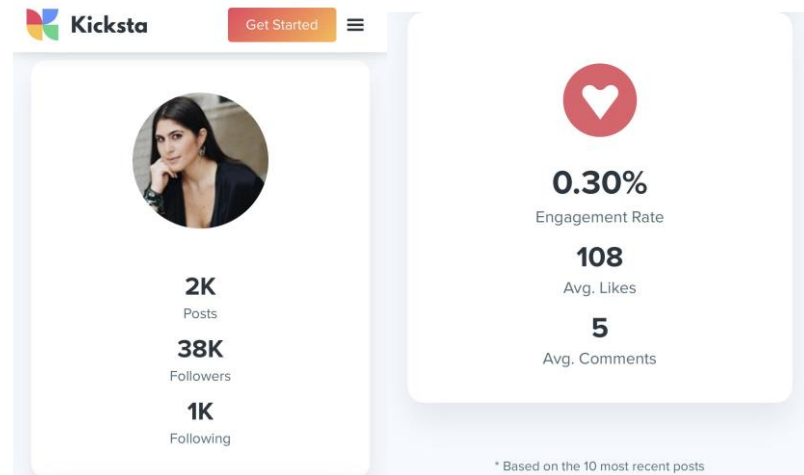 Kicksta
Get Started
2K
Posts
38K
Followers
1K
Following
0.30%
Engagement Rate
108
Avg. Likes
5
Avg. Comments
* Based on the 10 most recent posts